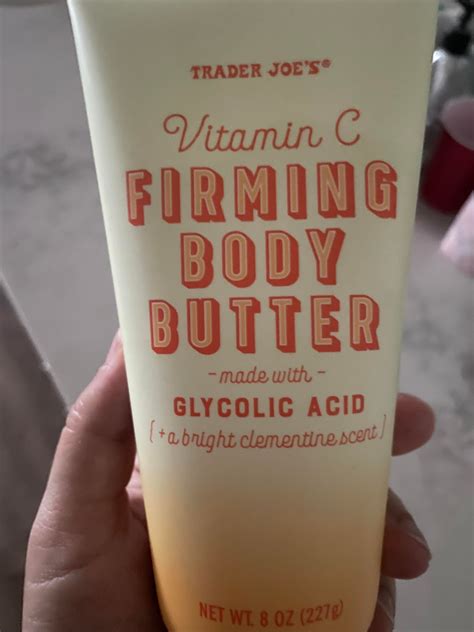 TRADER JOE'S®
Vitamin C
FIRMING
BODY
BUTTER
- made with -
GLYCOLIC ACID
[+a bright clementine scent]
NET WT. 8 OZ (227g)